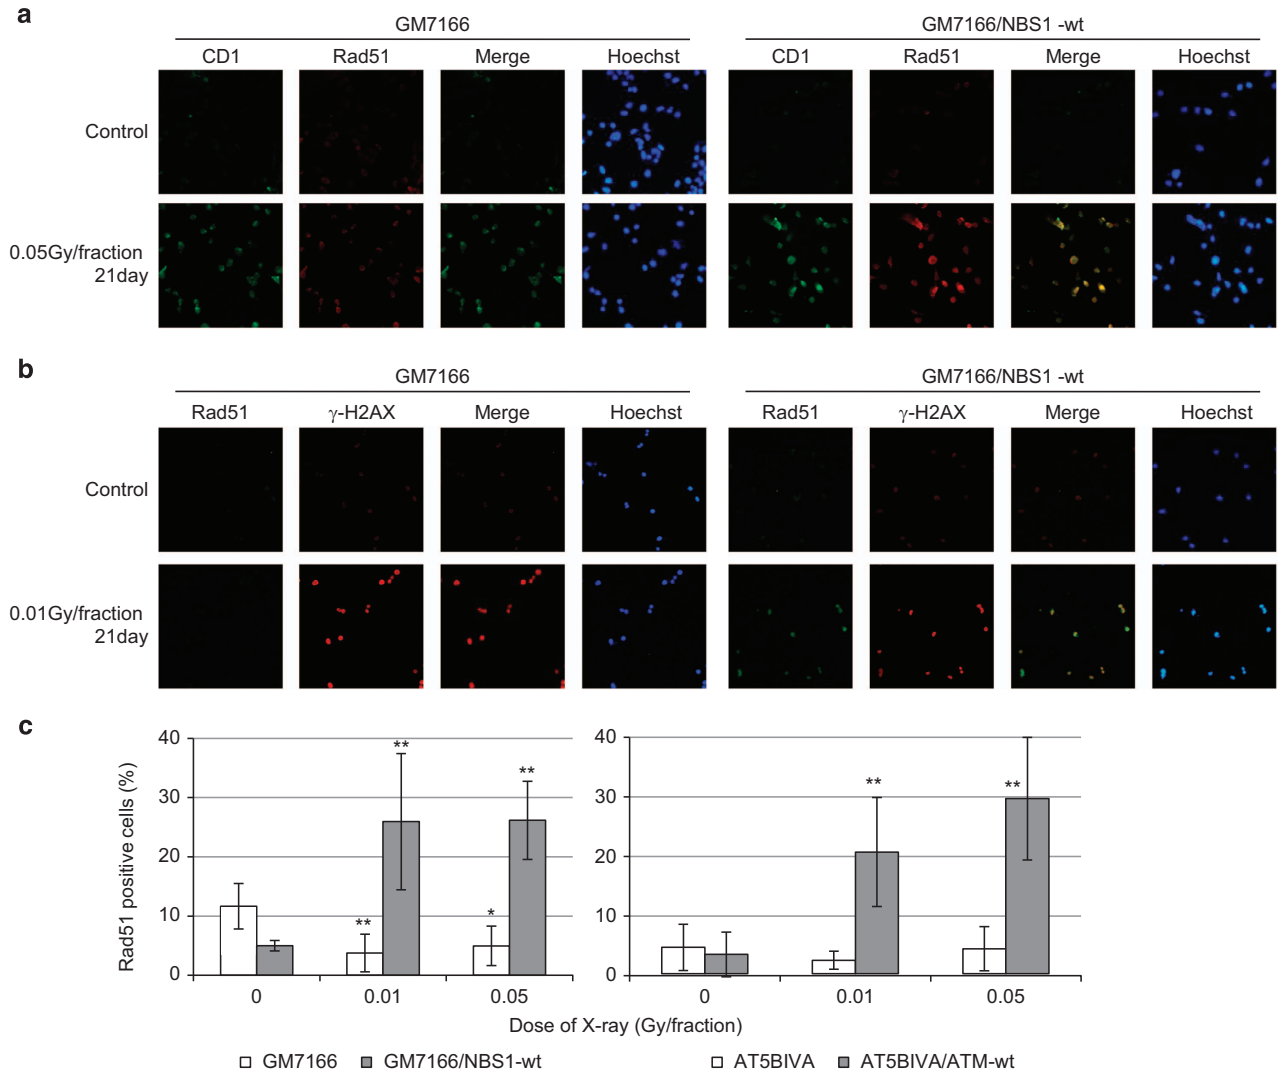 a
GM7166
GM7166/NBS1 -wt
CD1 Rad51 Merge Hoechst CD1 Rad51 Merge Hoechst
Control
0.05Gy/fraction
21day
b
GM7166
GM7166/NBS1 -wt
Rad51 γ-H2AX Merge Hoechst Rad51 γ-H2AX Merge Hoechst
Control
0.01Gy/fraction
21day
c
Rad51 positive cells (%)
40
30
20
10
0
** ** ** *
0 0.01 0.05
40
30
20
10
0
** **
0 0.01 0.05
Dose of X-ray (Gy/fraction)
GM7166 GM7166/NBS1-wt
AT5BIVA AT5BIVA/ATM-wt